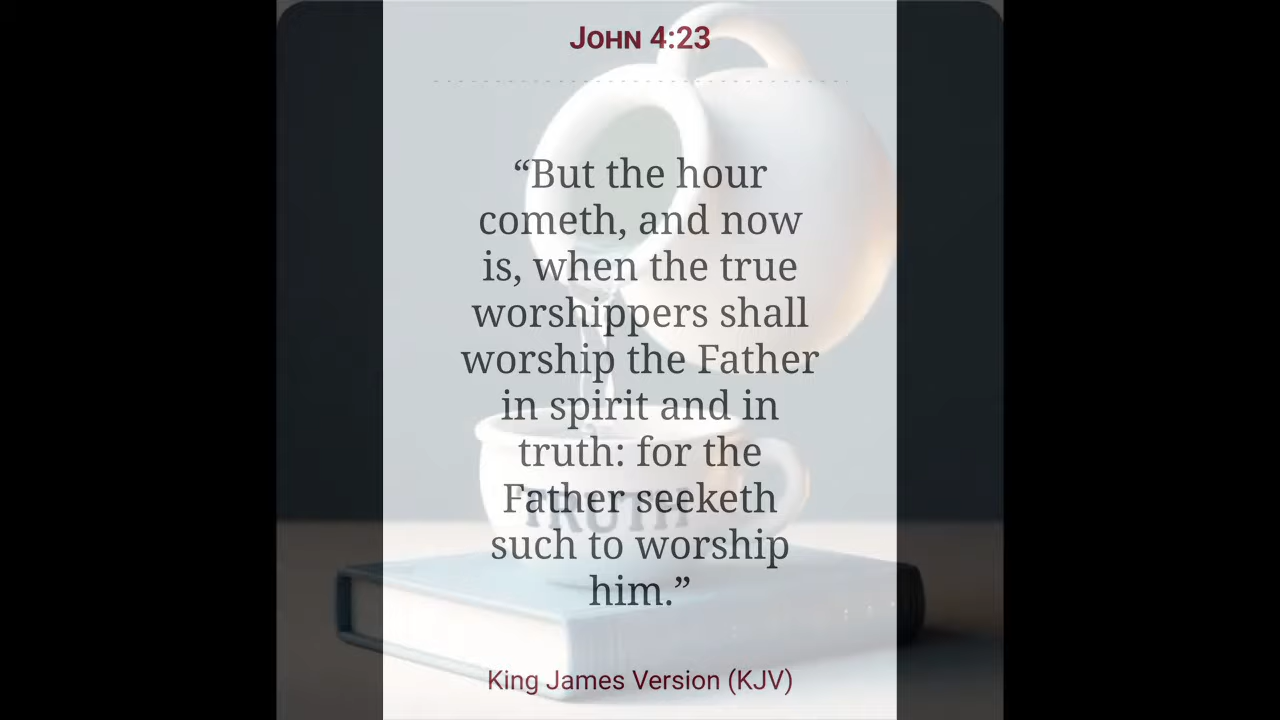 John 4:23
“But the hour
cometh, and now
is, when the true
worshippers shall
worship the Father
in spirit and in
truth: for the
Father seeketh
such to worship
him.”
TRUTH
King James Version (KJV)